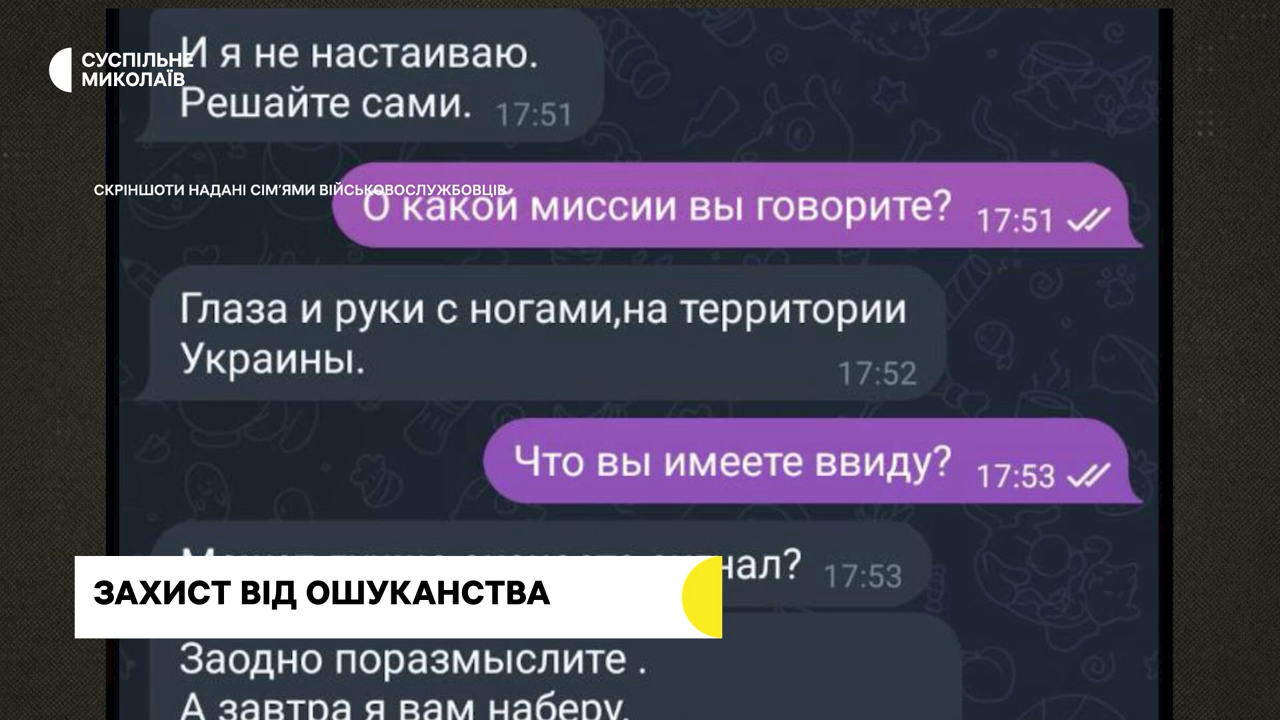 И я не настаиваю.
Решайте сами. 17:51
СУСПІЛЬНЕ
МИКОЛАЇВ
СКРІНШОТИ НАДАНІ СІМ'ЯМИ ВІЙСЬКОВОСЛУЖБОВЦІВ
О какой миссии вы говорите? 17:51
Глаза и руки с ногами,на территории
Украины. 17:52
Что вы имеете ввиду? 17:53
17:53
ЗАХИСТ ВІД ОШУКАНСТВА
Заодно поразмыслите .
А завтра я вам наберу.